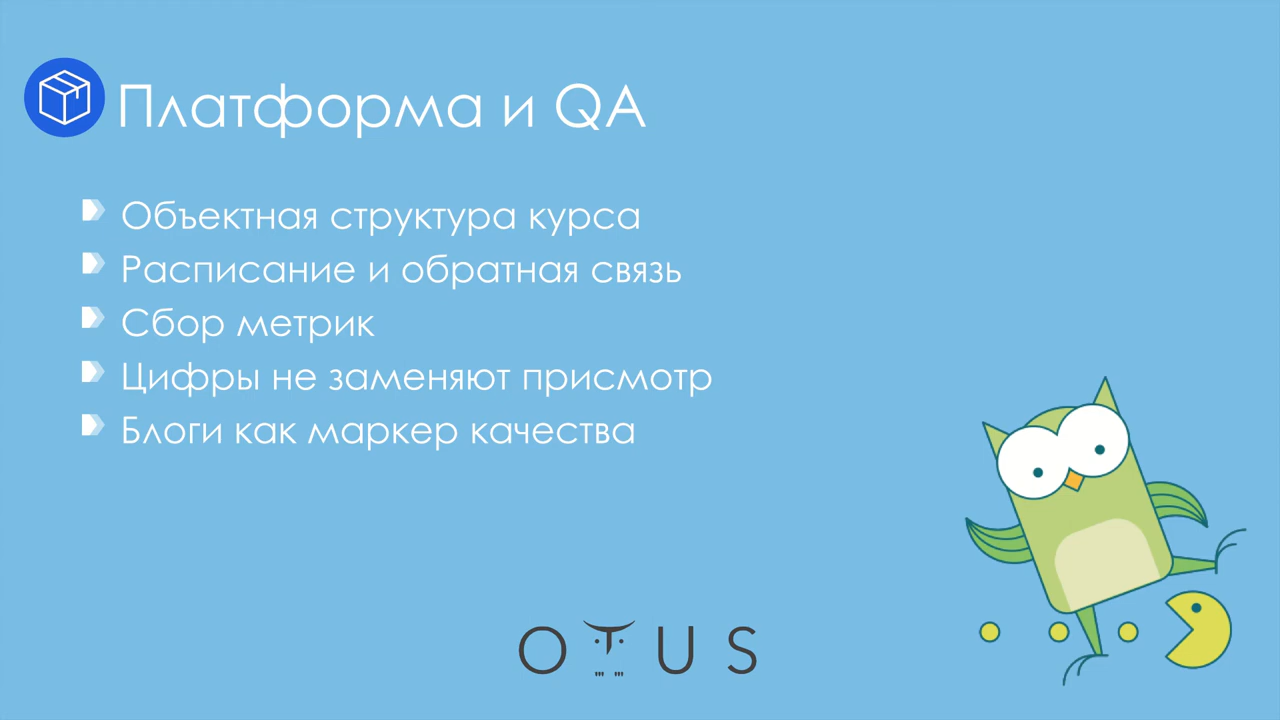 Платформа и QA
Объектная структура курса
Расписание и обратная связь
Сбор метрик
Цифры не заменяют присмотр
Блоги как маркер качества
OTUS